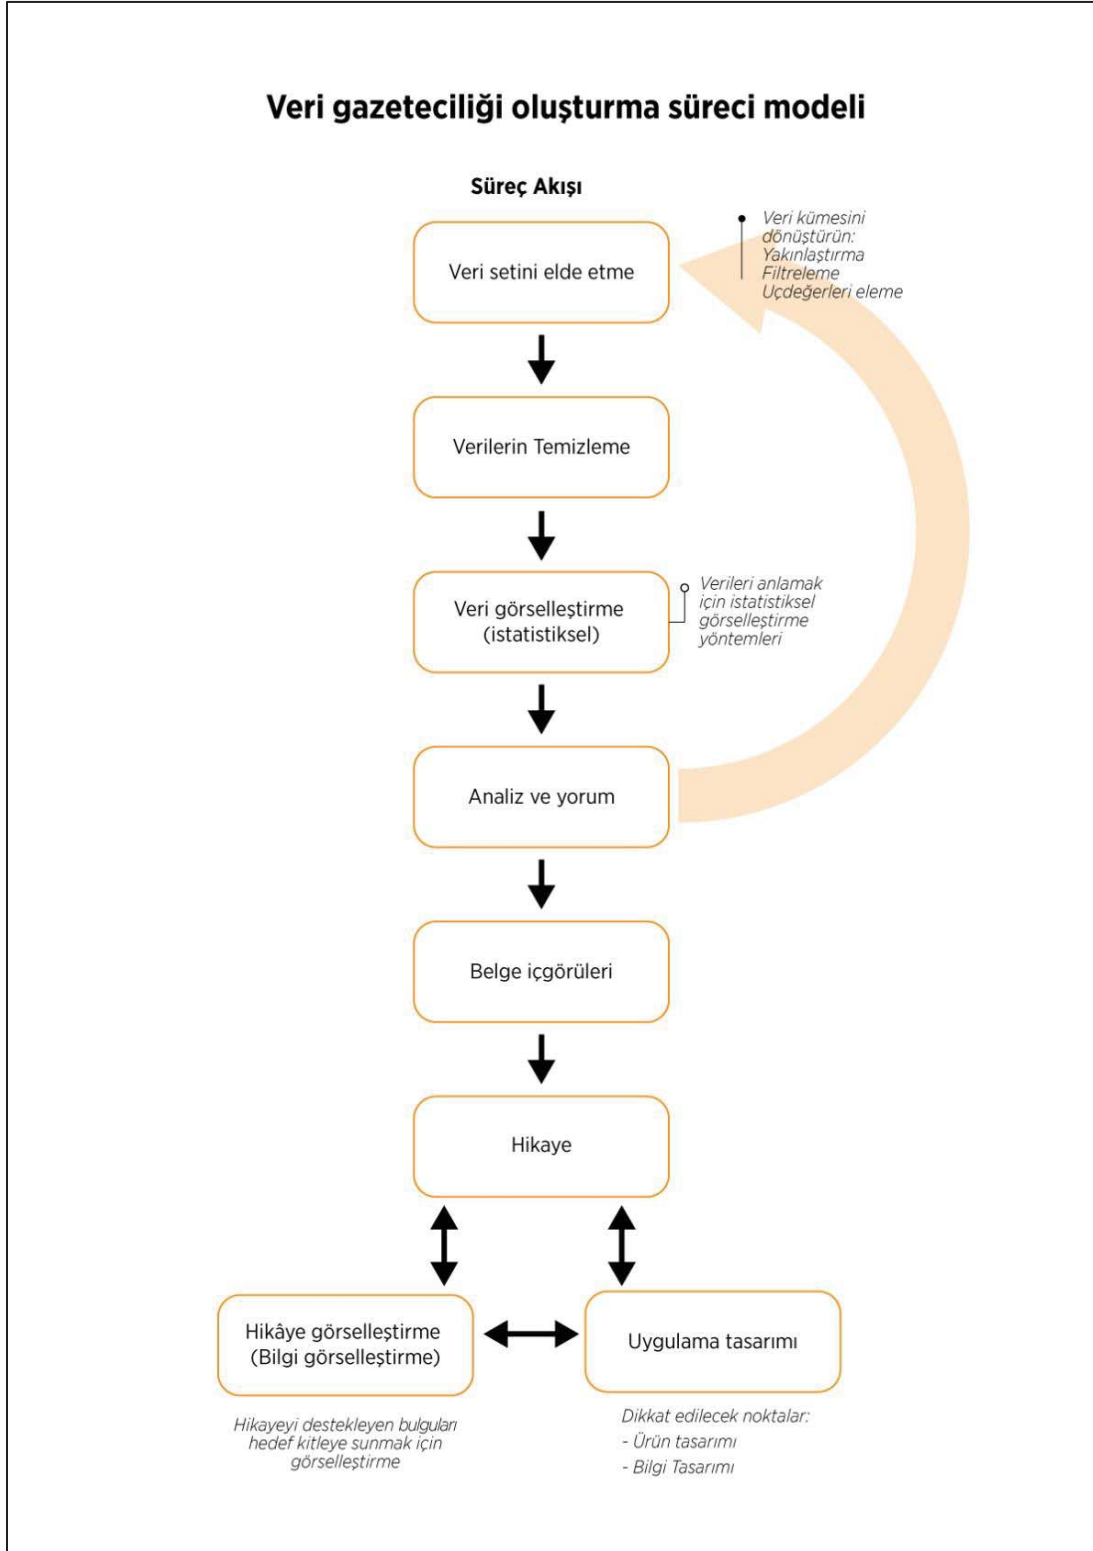 Veri gazeteciliği oluşturma süreci modeli
Süreç Akışı
Veri setini elde etme
Veri kümesini
dönüştürün:
Yakınlaştırma
Filtreleme
Uçdeğerleri eleme
Verilerin Temizleme
Veri görselleştirme
(istatistiksel)
Verileri anlamak
için istatistiksel
görselleştirme
yöntemleri
Analiz ve yorum
Belge içgörüleri
Hikaye
Hikâye görselleştirme
(Bilgi görselleştirme)
Uygulama tasarımı
Hikayeyi destekleyen bulguları
hedef kitleye sunmak için
görselleştirme
Dikkat edilecek noktalar:
- Ürün tasarımı
- Bilgi Tasarımı